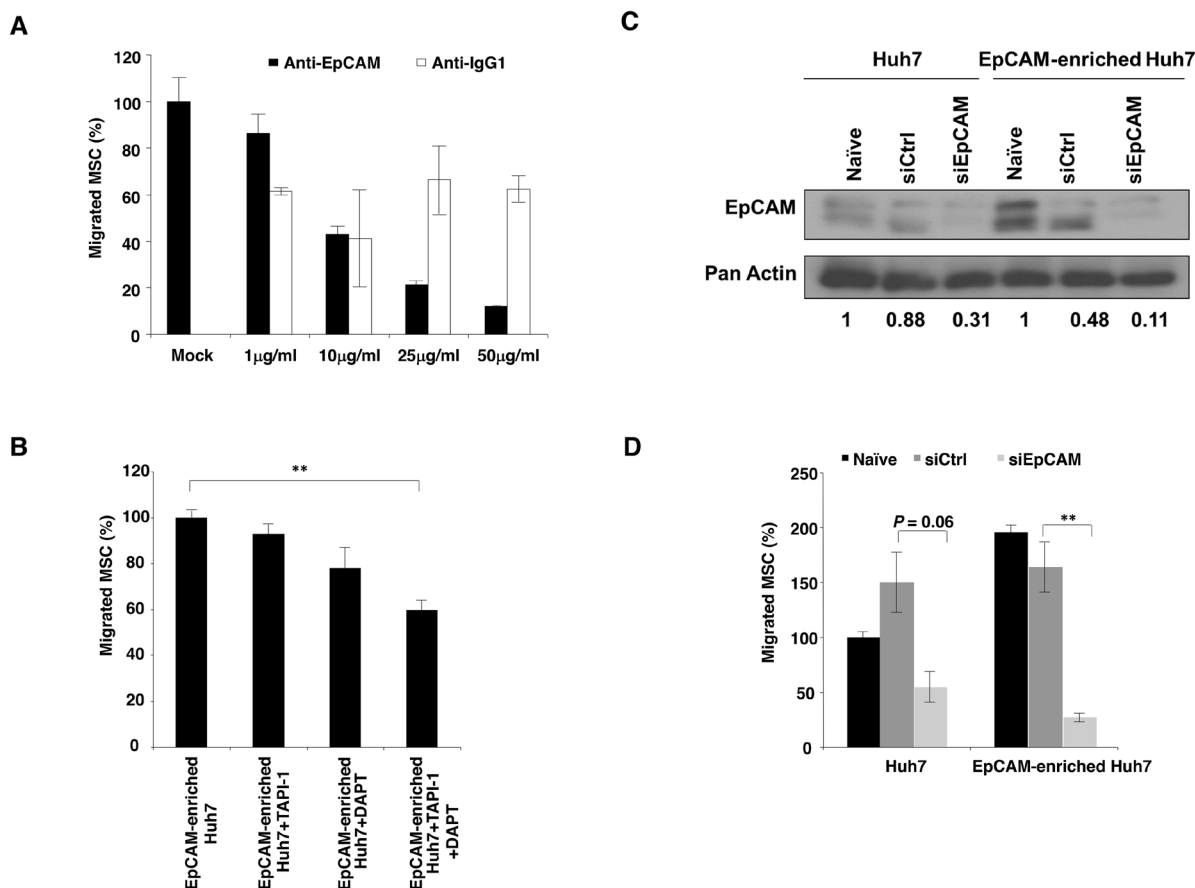 A
Anti-EpCAM Anti-IgG1
Migrated MSC (%)
120
100
80
60
40
20
0
Mock 1µg/ml 10µg/ml 25µg/ml 50µg/ml
B
**
Migrated MSC (%)
120
100
80
60
40
20
0
EpCAM-enriched
Huh7
EpCAM-enriched
Huh7+TAPI-1
EpCAM-enriched
Huh7+DAPT
EpCAM-enriched
Huh7+TAPI-1
+DAPT
C
Huh7 EpCAM-enriched Huh7
Naïve siCtrl siEpCAM Naïve siCtrl siEpCAM
EpCAM
Pan Actin
1 0.88 0.31 1 0.48 0.11
D
Naïve siCtrl siEpCAM
Migrated MSC (%)
250
200
150
100
50
0
P = 0.06
**
Huh7 EpCAM-enriched Huh7